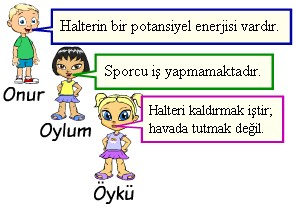 Halterin bir potansiyel enerjisi vardır.
Onur
Sporcu iş yapmamaktadır.
Oylum
Halteri kaldırmak iştir;
havada tutmak değil.
Öykü